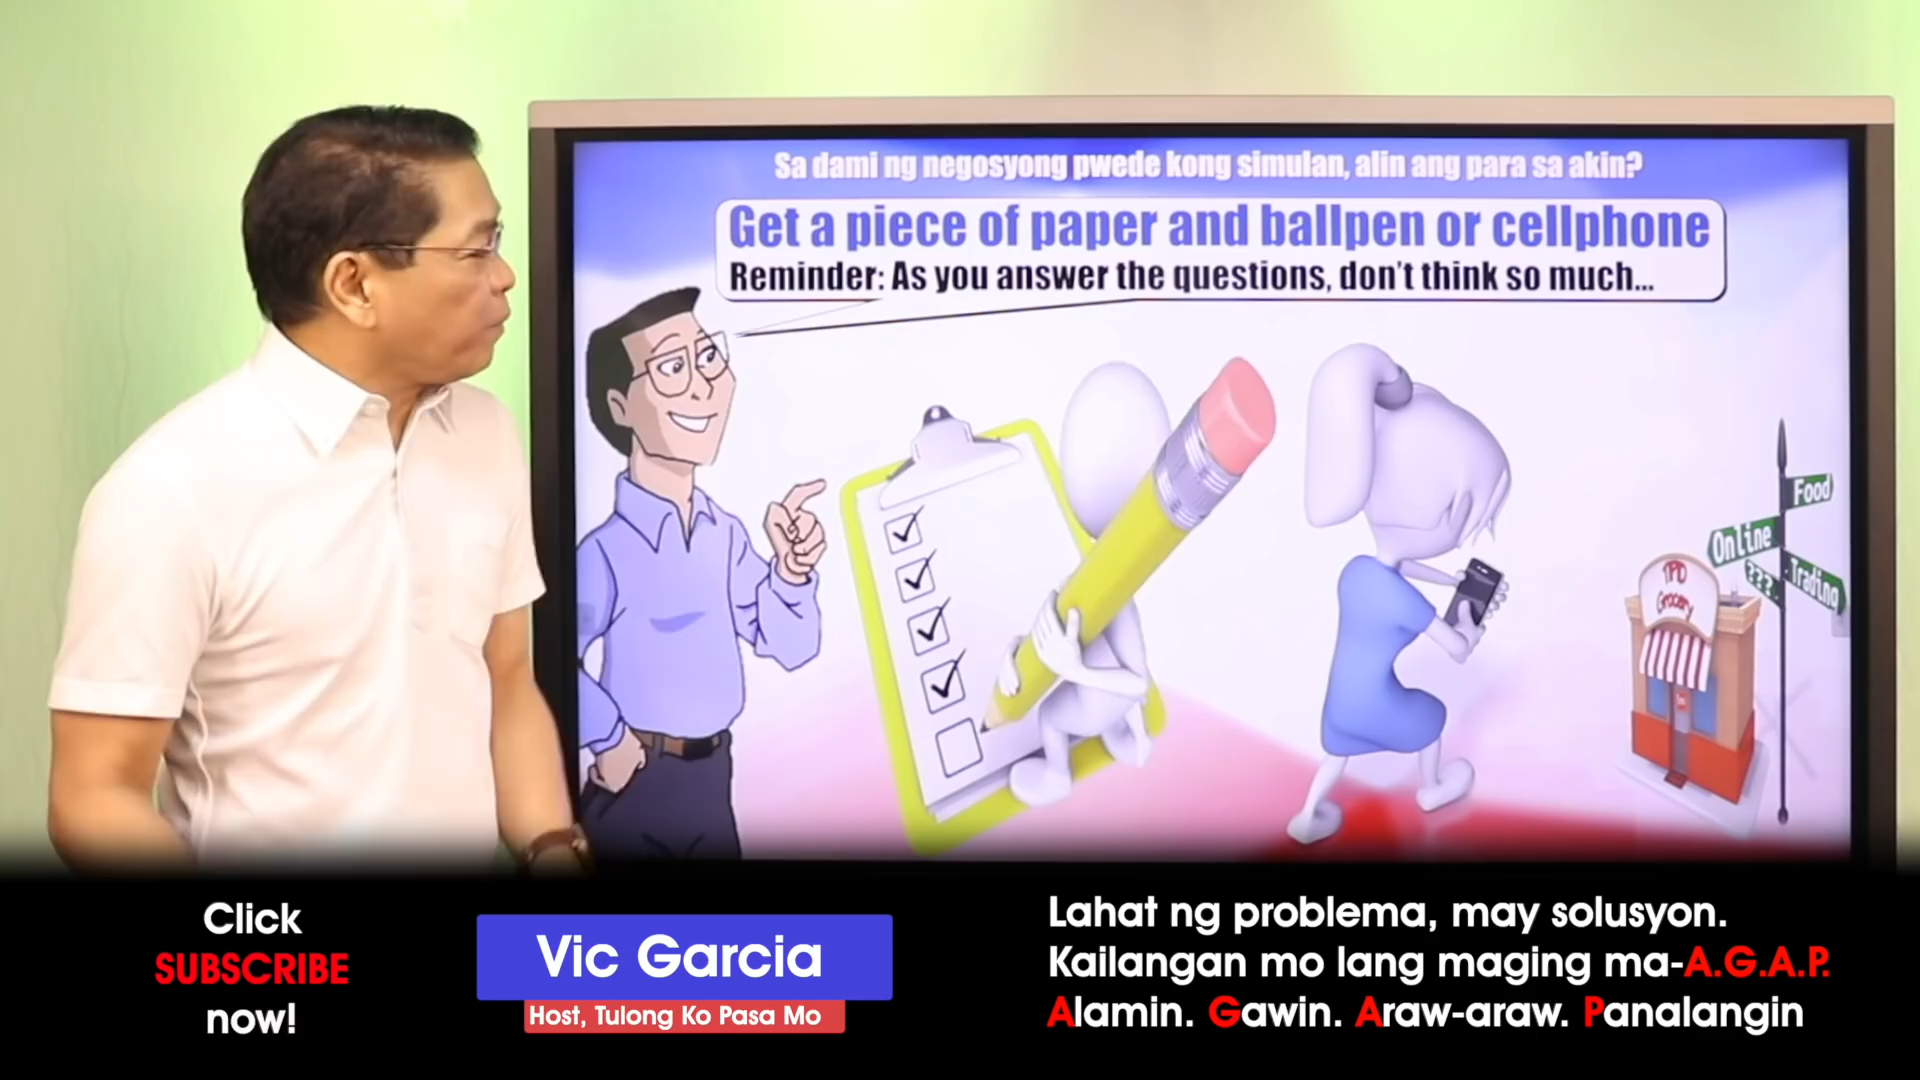 Sa dami ng negosyong pwede kong simulan, alin ang para sa akin?
Get a piece of paper and ballpen or cellphone
Reminder: As you answer the questions, don't think so much...
Food
Online
???
Trading
TPD
Grocery
Click
SUBSCRIBE
now!
Vic Garcia
Host, Tulong Ko Pasa Mo
Lahat ng problema, may solusyon.
Kailangan mo lang maging ma-A.G.A.P.
Alamin. Gawin. Araw-araw. Panalangin